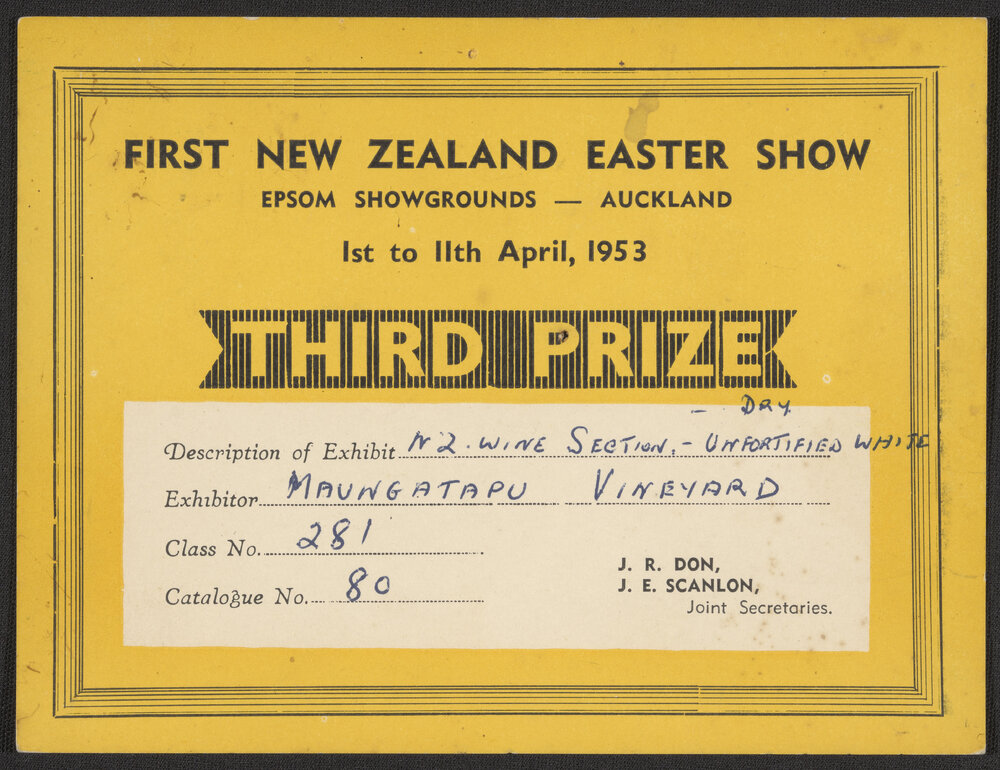 FIRST NEW ZEALAND EASTER SHOW
EPSOM SHOWGROUNDS — AUCKLAND
1st to 11th April, 1953
THIRD PRIZE
- DRY.
Description of Exhibit NZ. WINE SECTION. - UNFORTIFIED WHITE
Exhibitor MAUNGATAPU VINEYARD
Class No. 281
Catalogue No. 80
J. R. DON,
J. E. SCANLON,
Joint Secretaries.